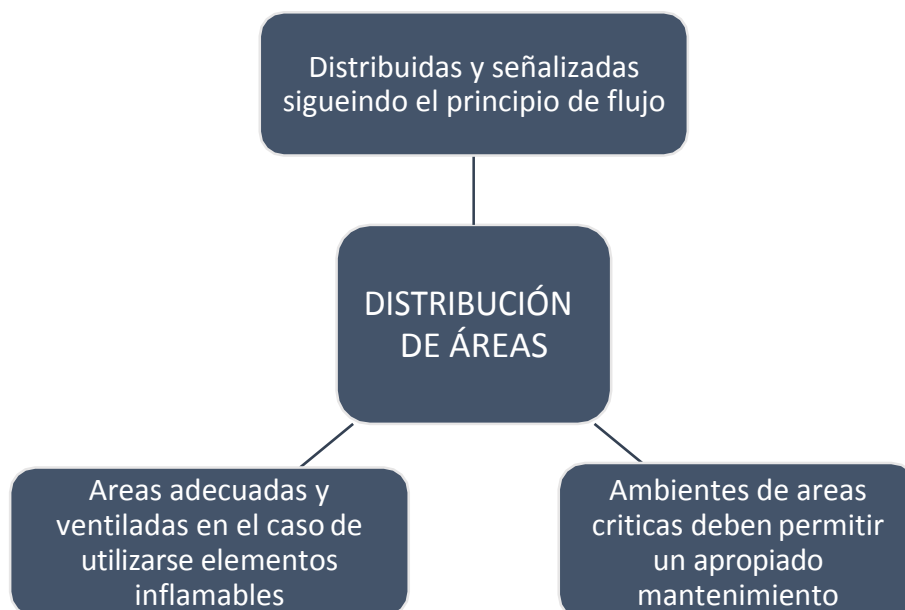 Distribuidas y señalizadas
sigueindo el principio de flujo
DISTRIBUCIÓN
DE ÁREAS
Areas adecuadas y
ventiladas en el caso de
utilizarse elementos
inflamables
Ambientes de areas
criticas deben permitir
un apropiado
mantenimiento